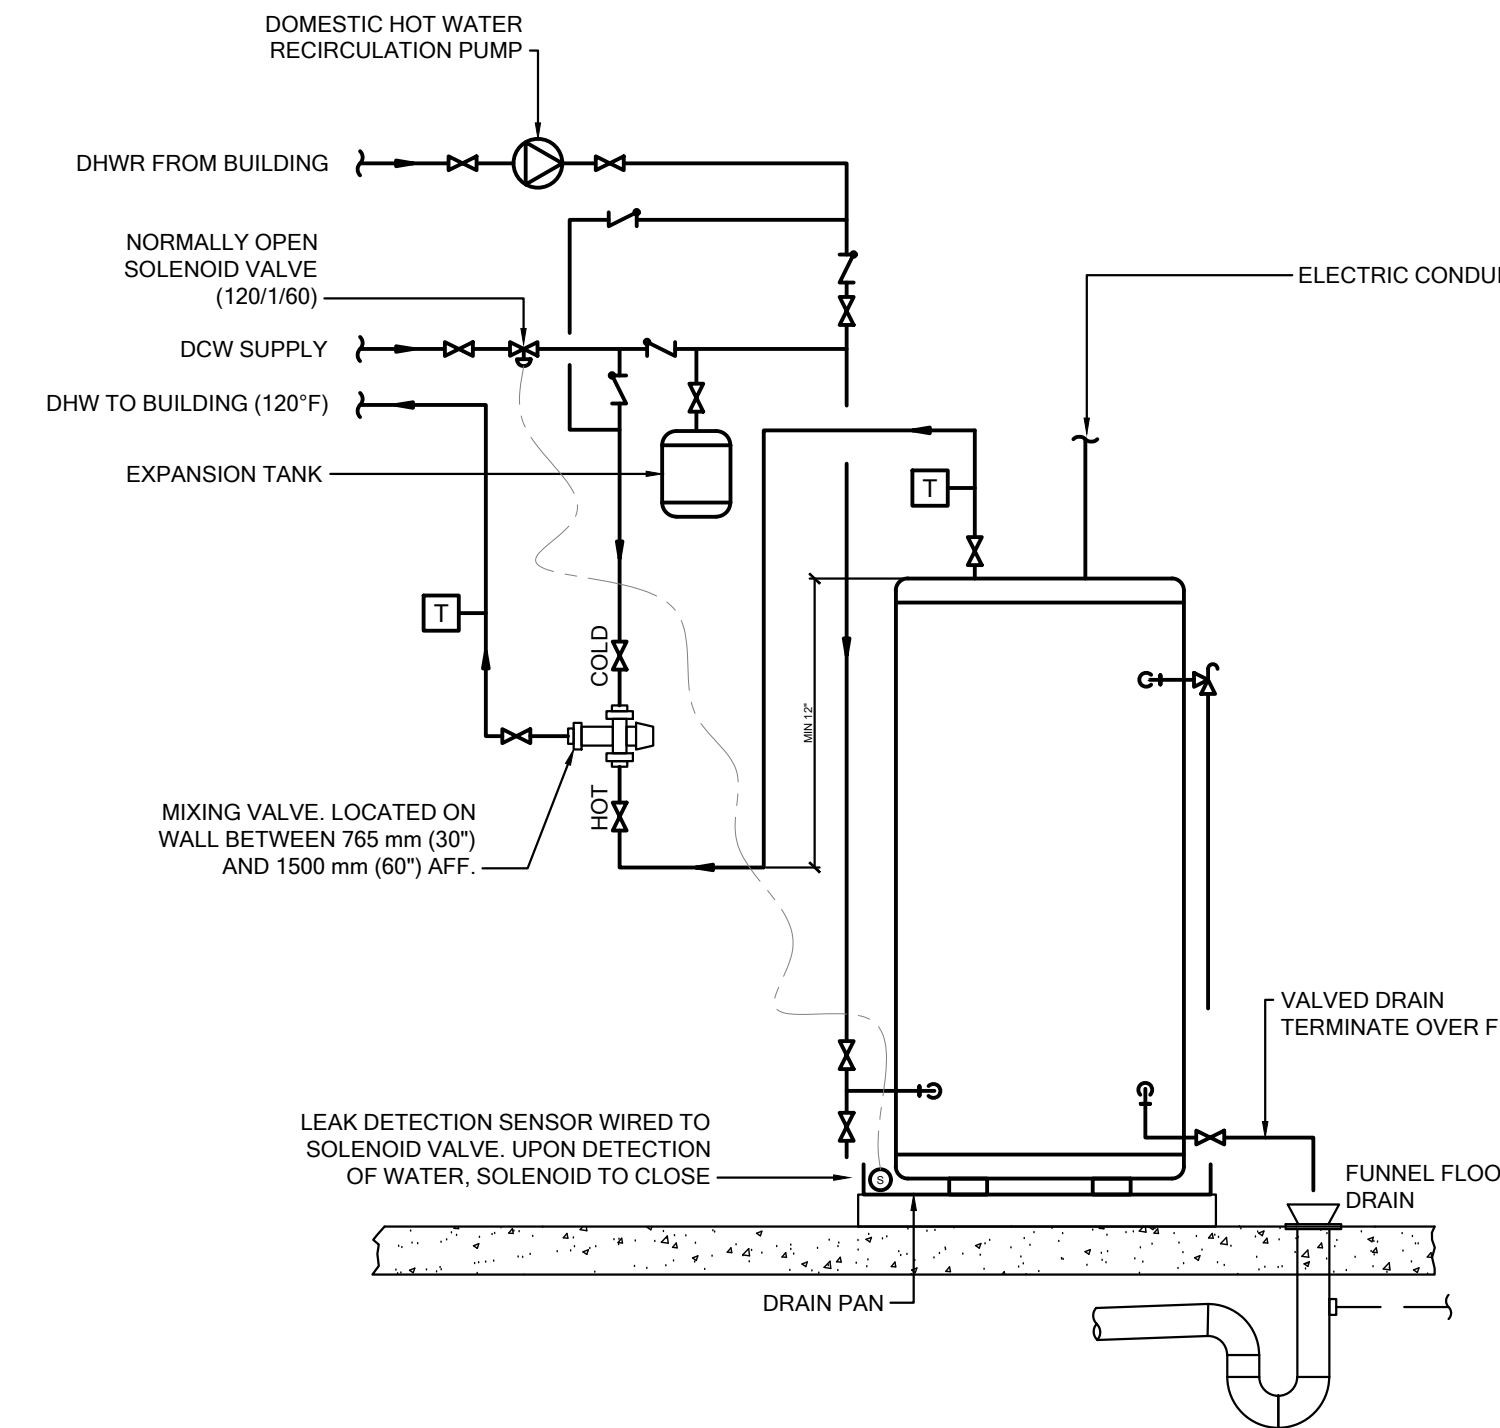 DOMESTIC HOT WATER
RECIRCULATION PUMP
DHWR FROM BUILDING
NORMALLY OPEN
SOLENOID VALVE
(120/1/60)
ELECTRIC CONDUI
DCW SUPPLY
DHW TO BUILDING (120°F)
EXPANSION TANK
T
T
COLD
MIN 12"
HOT
MIXING VALVE. LOCATED ON
WALL BETWEEN 765 mm (30")
AND 1500 mm (60") AFF.
VALVED DRAIN
TERMINATE OVER F
LEAK DETECTION SENSOR WIRED TO
SOLENOID VALVE. UPON DETECTION
OF WATER, SOLENOID TO CLOSE
S
FUNNEL FLOO
DRAIN
DRAIN PAN